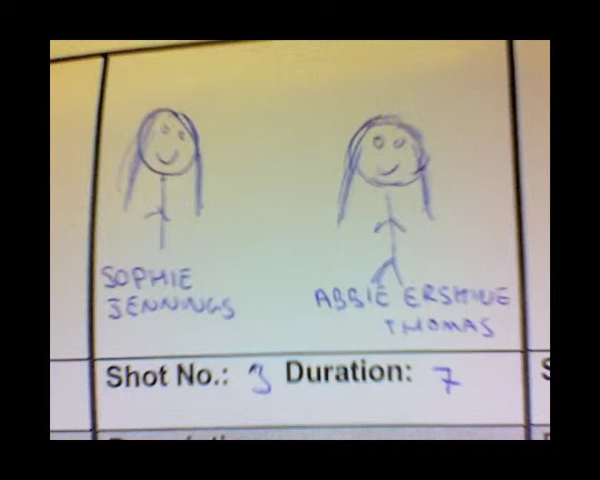 SOPHIE
JENNINGS
ABBIE ERSKINE
THOMAS
Shot No.: 3 Duration: 7